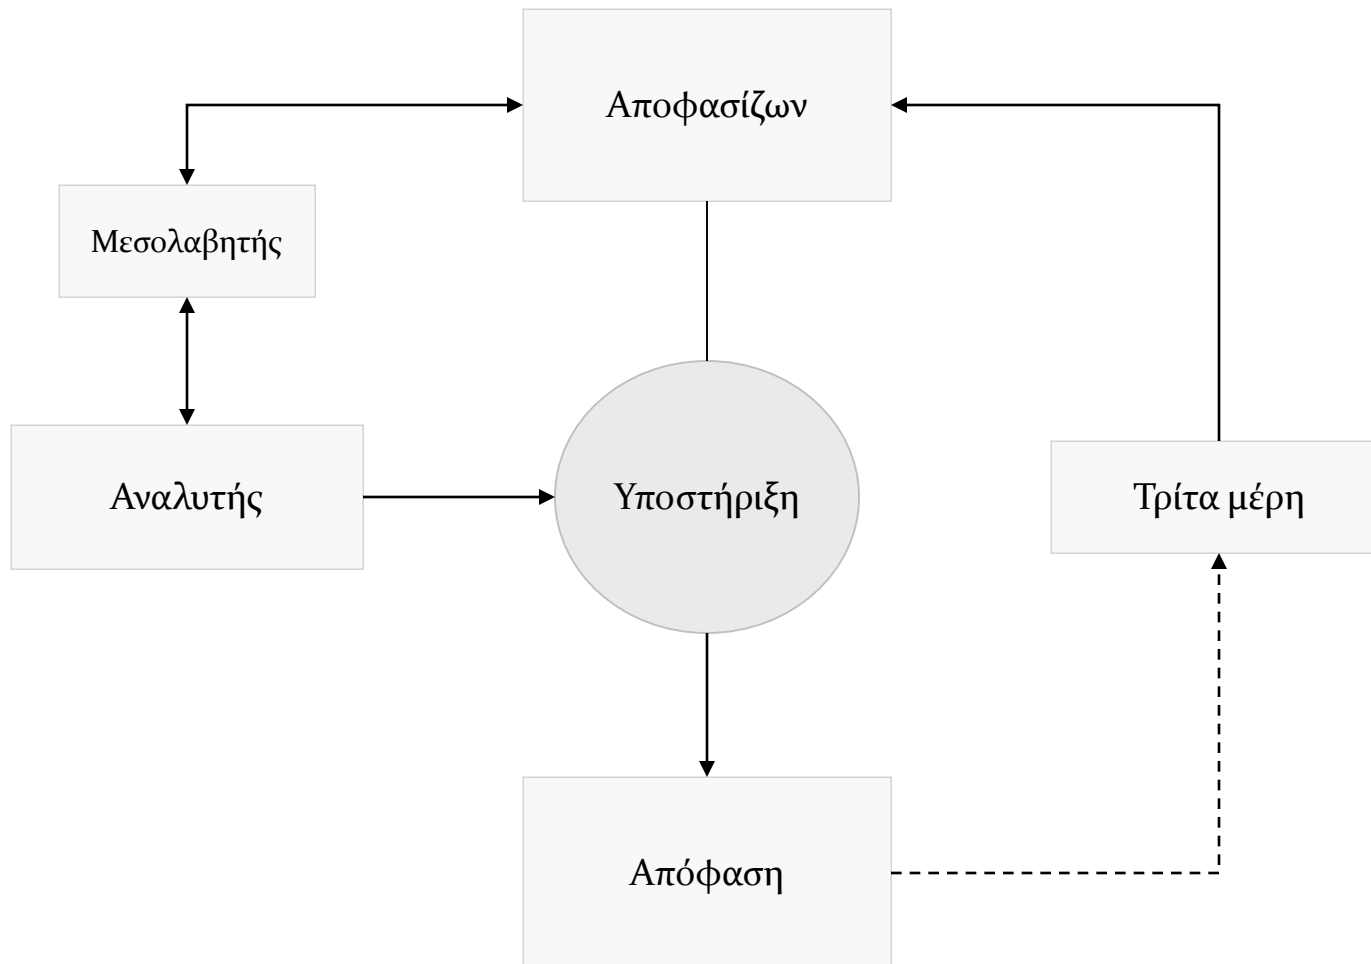 Αποφασίζων
Μεσολαβητής
Αναλυτής
Υποστήριξη
Τρίτα μέρη
Απόφαση